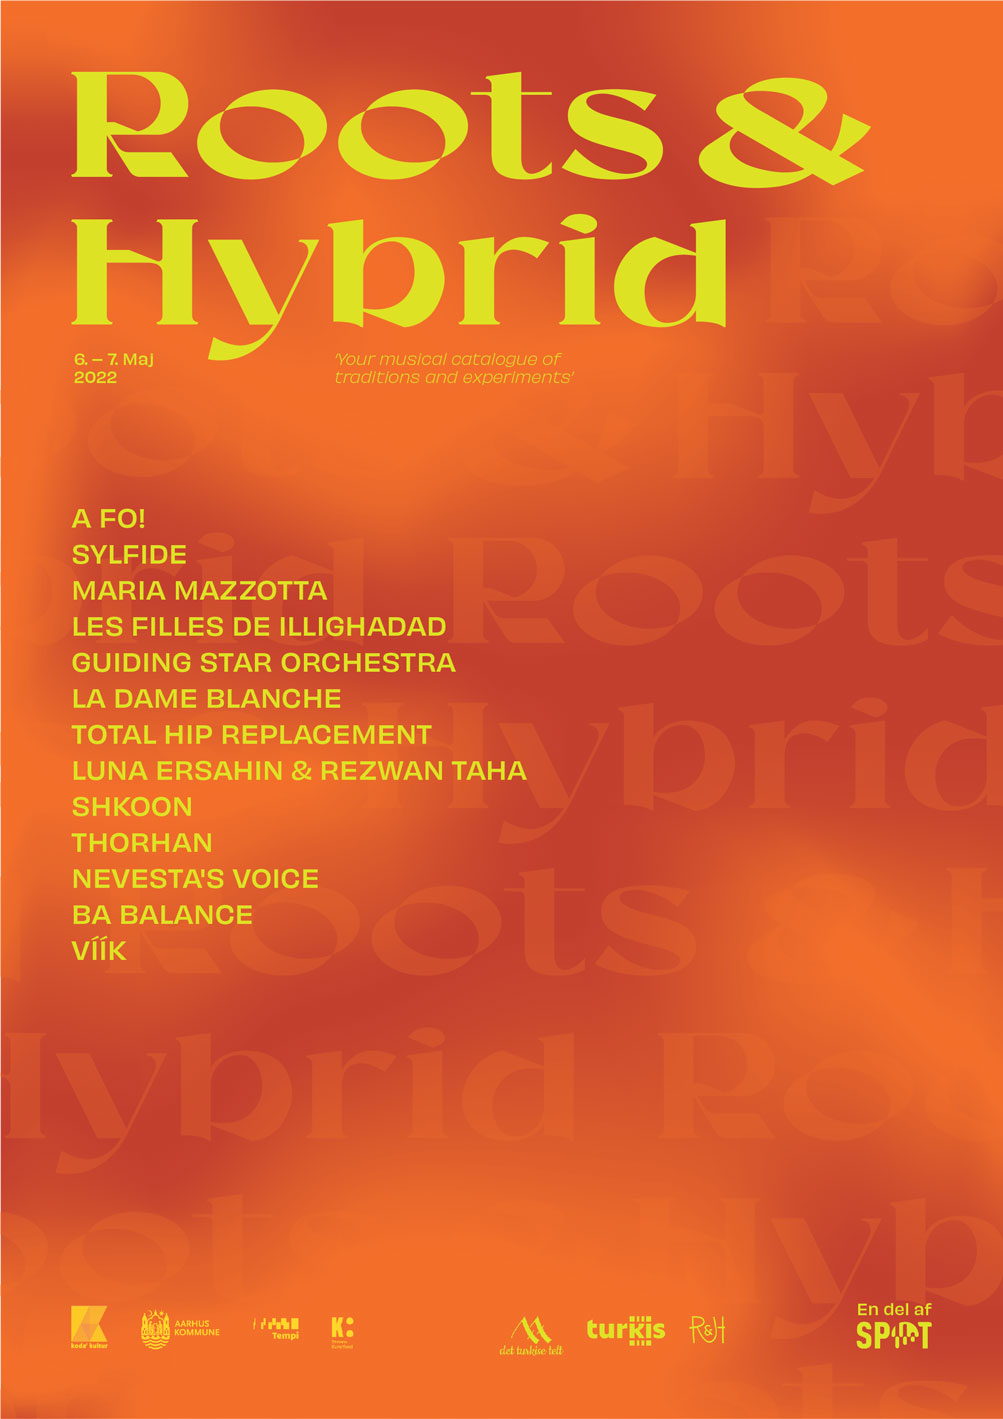 Roots &
Hybrid
6. – 7. Maj
2022
'Your musical catalogue of
traditions and experiments'
A FO!
SYLFIDE
MARIA MAZZOTTA
LES FILLES DE ILLIGHADAD
GUIDING STAR ORCHESTRA
LA DAME BLANCHE
TOTAL HIP REPLACEMENT
LUNA ERSAHIN & REZWAN TAHA
SHKOON
THORHAN
NEVESTA'S VOICE
BA BALANCE
VÍÍK
koda° kultur
AARHUS
KOMMUNE
Tempi
K:
det turkise telt
turkis
R&H
En del af
SPOT